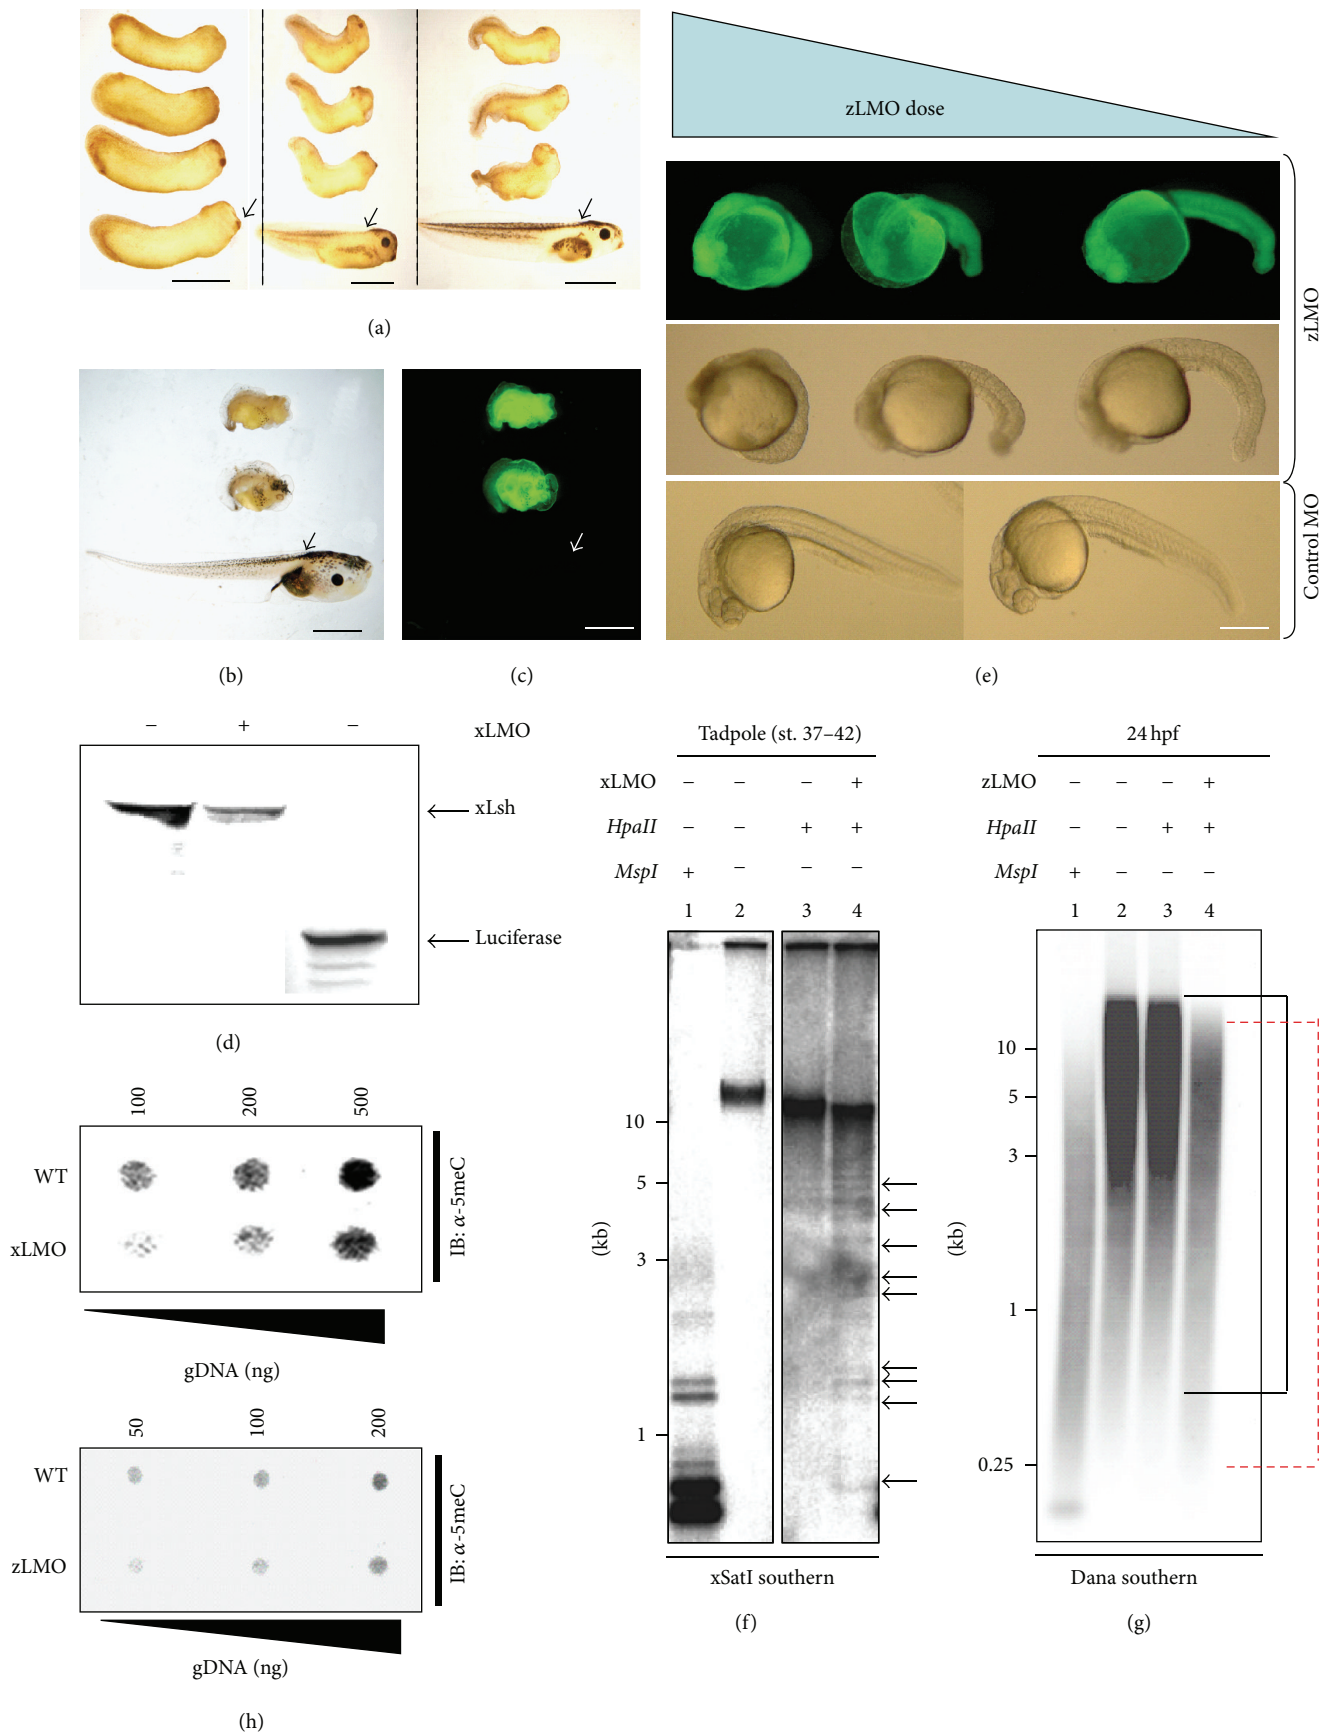 zLMO dose
zLMO
Control MO
(a)
(b)
(c)
(e)
− + − xLMO
xLsh
Luciferase
(d)
100 200 500
WT
xLMO
IB: α-5meC
gDNA (ng)
50 100 200
WT
zLMO
IB: α-5meC
gDNA (ng)
(h)
Tadpole (st. 37–42)
xLMO − − − +
HpaII − − + +
MspI + − − −
1 2 3 4
10
5
3
1
(kb)
xSatI southern
(f)
24 hpf
zLMO − − − +
HpaII − − + +
MspI + − − −
1 2 3 4
10
5
3
1
0.25
(kb)
Dana southern
(g)